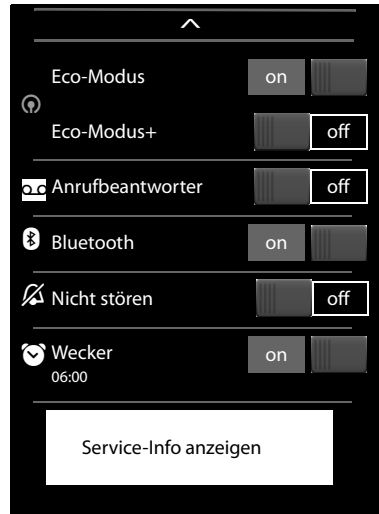 Eco-Modus on
Eco-Modus+ off
Anrufbeantworter off
Bluetooth on
Nicht stören off
Wecker on
06:00
Service-Info anzeigen